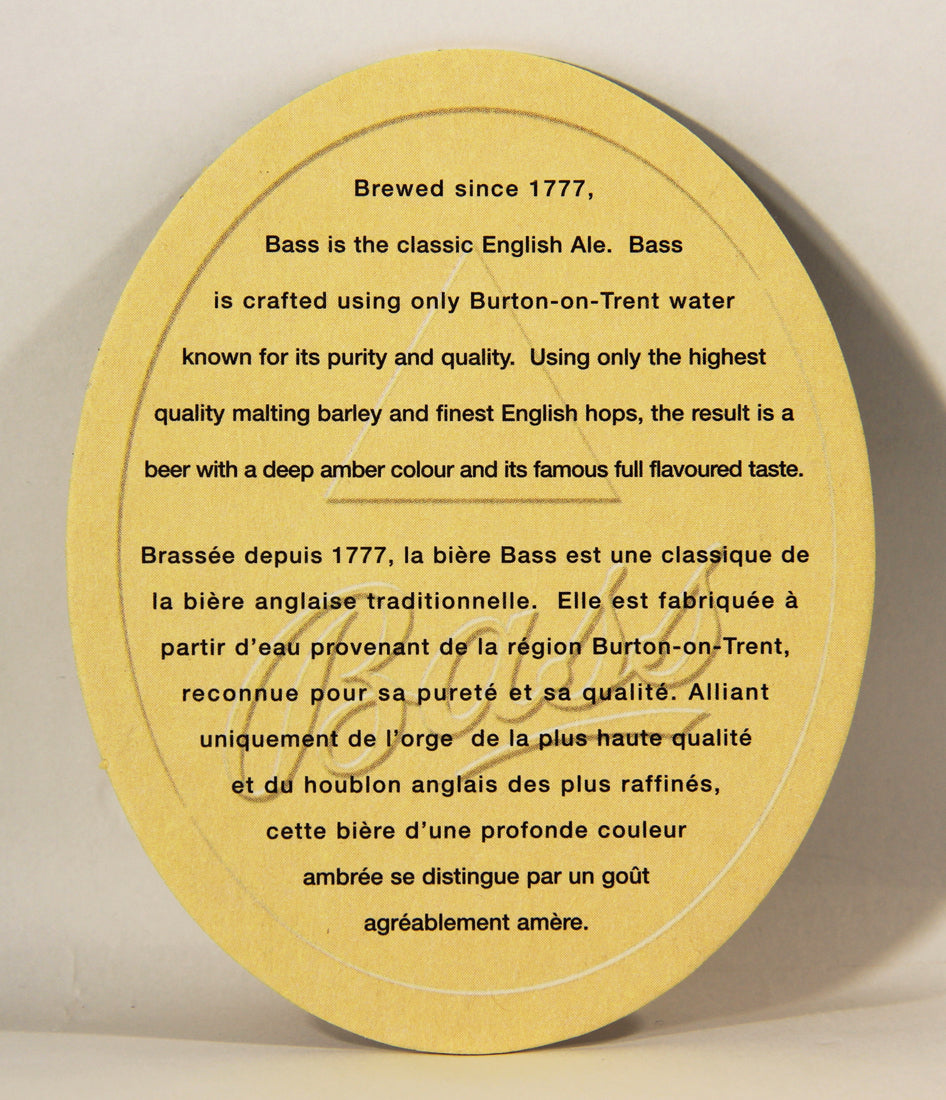 Brewed since 1777,
Bass is the classic English Ale. Bass
is crafted using only Burton-on-Trent water
known for its purity and quality. Using only the highest
quality malting barley and finest English hops, the result is a
beer with a deep amber colour and its famous full flavoured taste.
Brassée depuis 1777, la bière Bass est une classique de
la bière anglaise traditionnelle. Elle est fabriquée à
partir d'eau provenant de la région Burton-on-Trent,
reconnue pour sa pureté et sa qualité. Alliant
uniquement de l'orge de la plus haute qualité
et du houblon anglais des plus raffinés,
cette bière d'une profonde couleur
ambrée se distingue par un goût
agréablement amère.
Bass